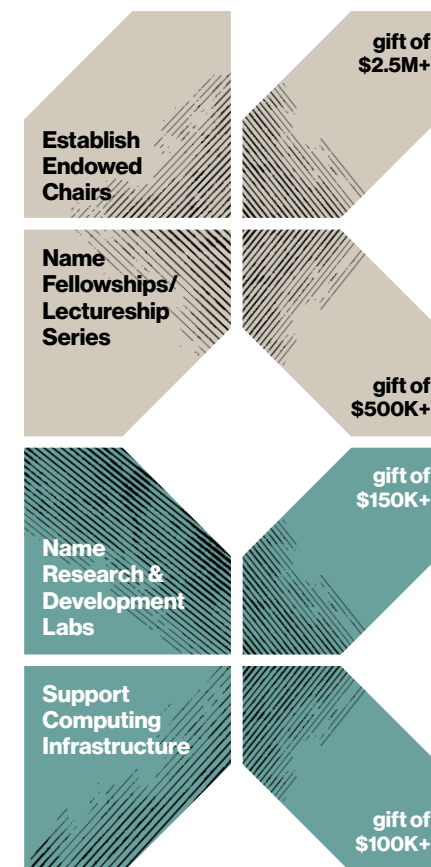 Establish
Endowed
Chairs
gift of
$2.5M+
Name
Fellowships/
Lectureship
Series
gift of
$500K+
Name
Research &
Development
Labs
gift of
$150K+
Support
Computing
Infrastructure
gift of
$100K+